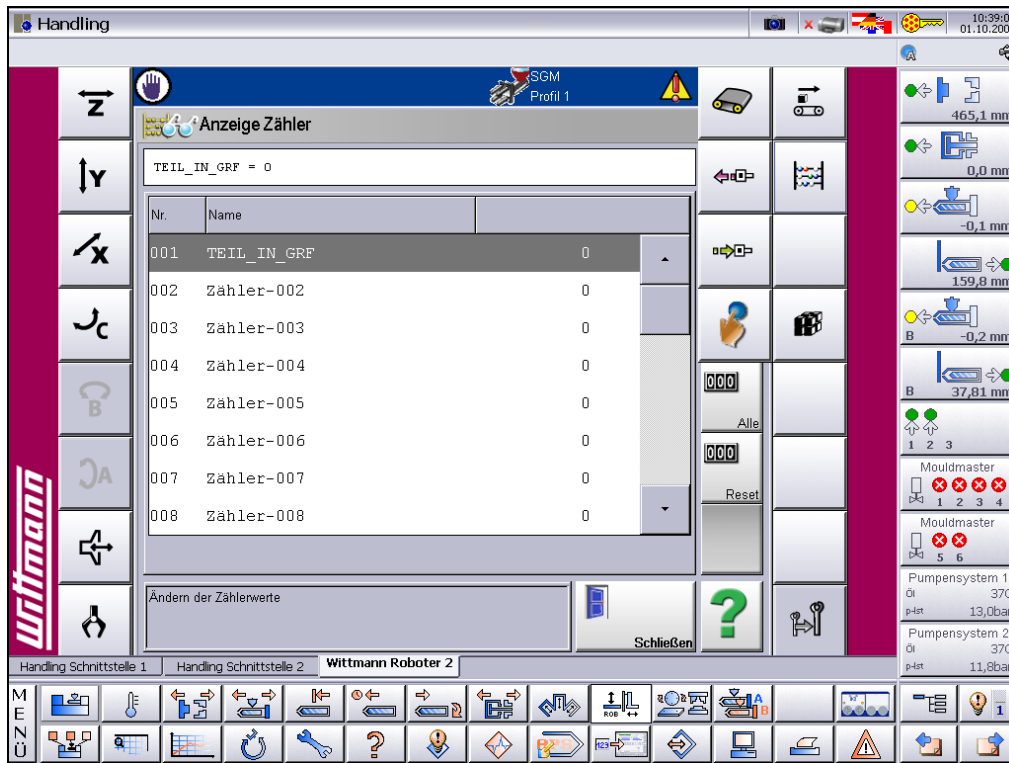 Handling
10:39:0
01.10.200
SGM
Profil 1
Anzeige Zähler
TEIL_IN_GRF = 0
Nr. Name
001 TEIL_IN_GRF 0
002 Zähler-002 0
003 Zähler-003 0
004 Zähler-004 0
005 Zähler-005 0
006 Zähler-006 0
007 Zähler-007 0
008 Zähler-008 0
Ändern der Zählerwerte
Schließen
Z
Y
X
C
B
A
Wittmann
000
Alle
000
Reset
?
465,1 mm
0,0 mm
-0,1 mm
159,8 mm
B -0,2 mm
B 37,81 mm
1 2 3
Mouldmaster
1 2 3 4
Mouldmaster
5 6
Pumpensystem 1
Öl 370
p-Ist 13,0bar
Pumpensystem 2
Öl 370
p-Ist 11,8bar
Handling Schnittstelle 1 Handling Schnittstelle 2 Wittmann Roboter 2
MENÜ
ROB
A
B
1
?
EPS
123